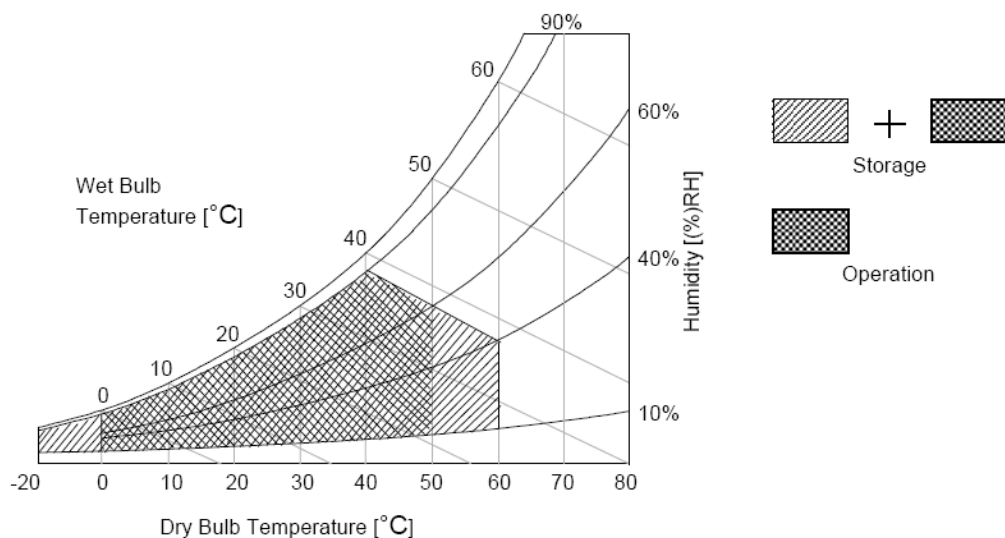 90%
60
60%
50
Wet Bulb
Temperature [°C]
40
40%
30
20
10
0
10%
Humidity [(%)RH]
-20 0 10 20 30 40 50 60 70 80
Dry Bulb Temperature [°C]
+
Storage
Operation